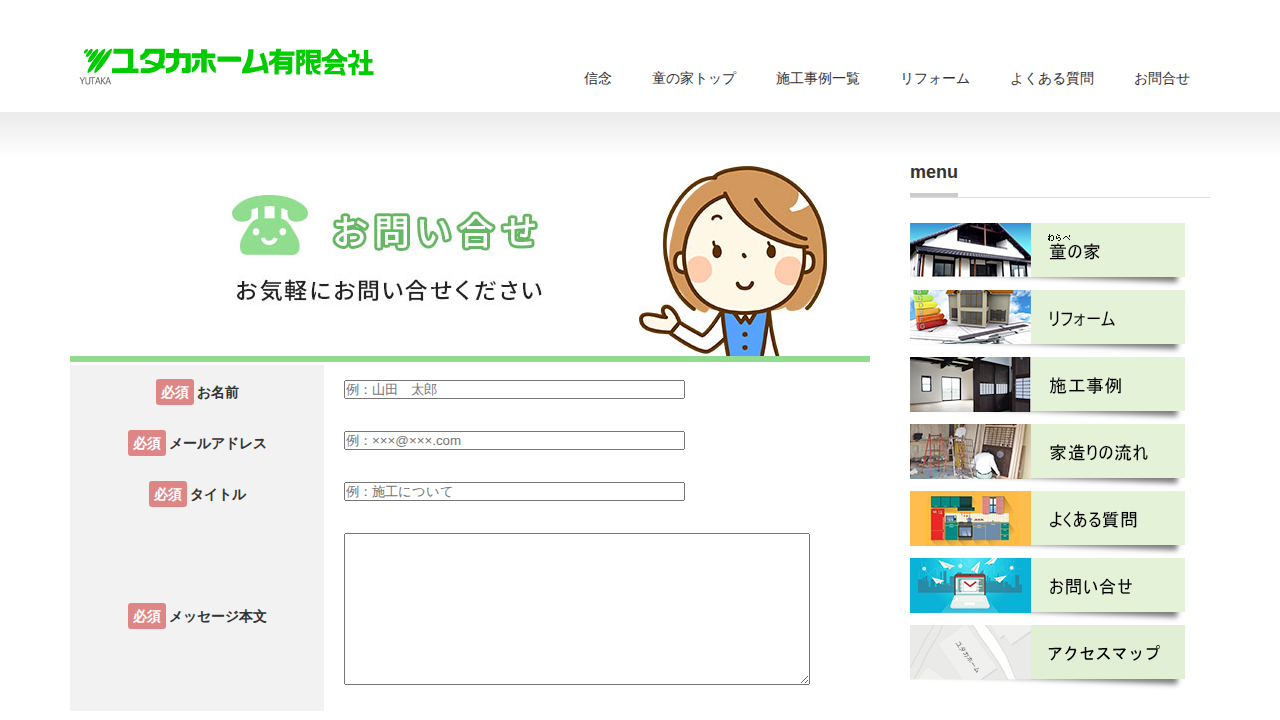 ユタカホーム有限会社
YUTAKA
信念 童の家トップ 施工事例一覧 リフォーム よくある質問 お問合せ
お問い合せ
お気軽にお問い合せください
必須 お名前 例：山田　太郎
必須 メールアドレス 例：×××@×××.com
必須 タイトル 例：施工について
必須 メッセージ本文
menu
わらべ
童の家
リフォーム
施工事例
家造りの流れ
よくある質問
お問い合せ
ユタカホーム
アクセスマップ